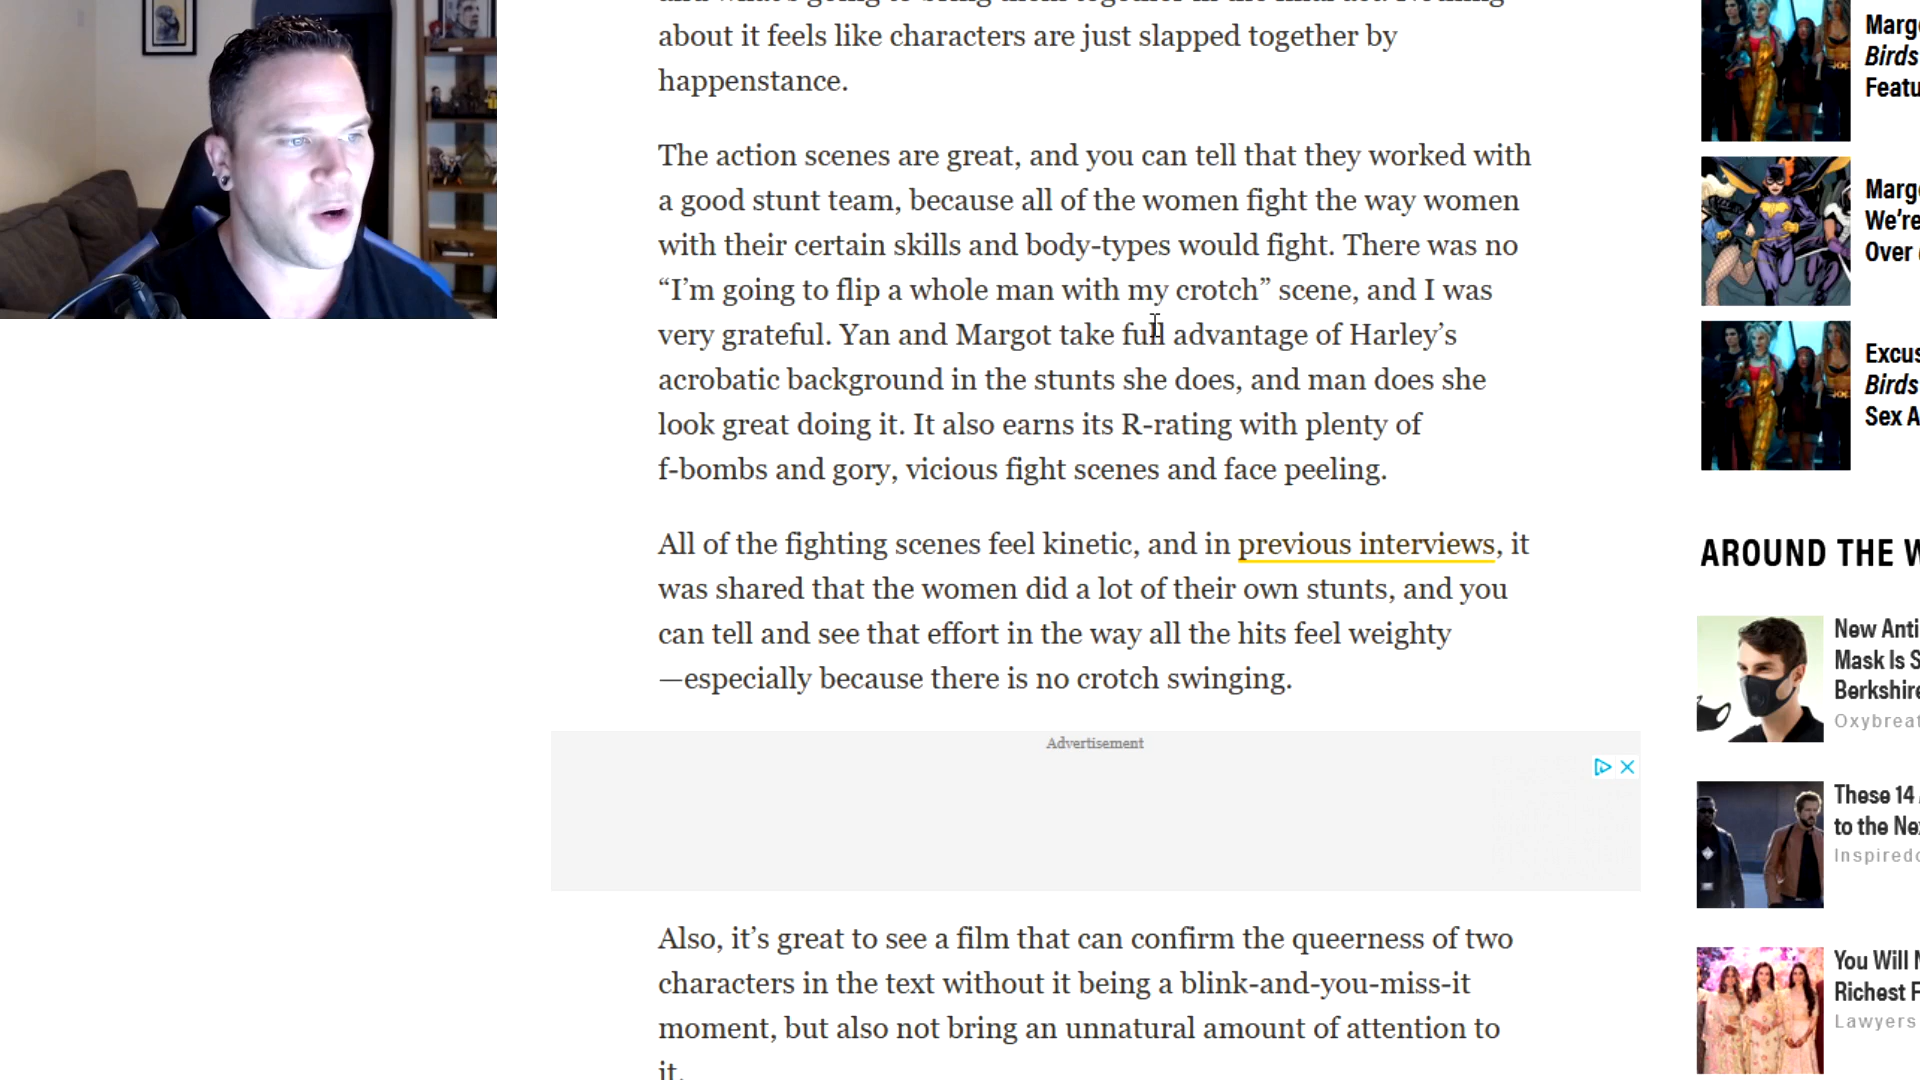 about it feels like characters are just slapped together by
happenstance.
The action scenes are great, and you can tell that they worked with
a good stunt team, because all of the women fight the way women
with their certain skills and body-types would fight. There was no
“I’m going to flip a whole man with my crotch” scene, and I was
very grateful. Yan and Margot take full advantage of Harley’s
acrobatic background in the stunts she does, and man does she
look great doing it. It also earns its R-rating with plenty of
f-bombs and gory, vicious fight scenes and face peeling.
All of the fighting scenes feel kinetic, and in previous interviews, it
was shared that the women did a lot of their own stunts, and you
can tell and see that effort in the way all the hits feel weighty
—especially because there is no crotch swinging.
Advertisement
Also, it’s great to see a film that can confirm the queerness of two
characters in the text without it being a blink-and-you-miss-it
moment, but also not bring an unnatural amount of attention to
it.
Marg
Birds
Featu
Marg
We’re
Over
Excus
Birds
Sex A
AROUND THE W
New Anti
Mask Is S
Berkshire
Oxybreat
These 14
to the Ne
Inspired
You Will
Richest F
Lawyers